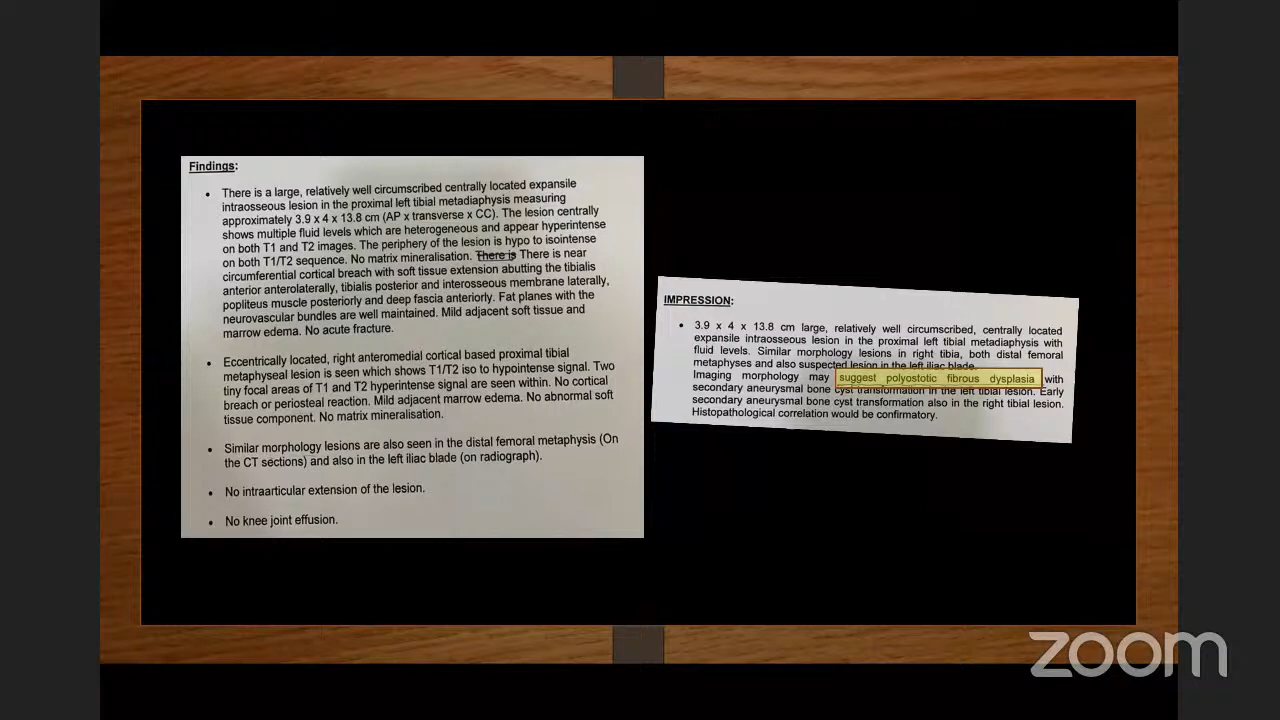 Findings:
• There is a large, relatively well circumscribed centrally located expansile
intraosseous lesion in the proximal left tibial metadiaphysis measuring
approximately 3.9 x 4 x 13.8 cm (AP x transverse x CC). The lesion centrally
shows multiple fluid levels which are heterogeneous and appear hyperintense
on both T1 and T2 images. The periphery of the lesion is hypo to isointense
on both T1/T2 sequence. No matrix mineralisation. There is There is near
circumferential cortical breach with soft tissue extension abutting the tibialis
anterior anterolaterally, tibialis posterior and interosseous membrane laterally,
popliteus muscle posteriorly and deep fascia anteriorly. Fat planes with the
neurovascular bundles are well maintained. Mild adjacent soft tissue and
marrow edema. No acute fracture.
• Eccentrically located, right anteromedial cortical based proximal tibial
metaphyseal lesion is seen which shows T1/T2 iso to hypointense signal. Two
tiny focal areas of T1 and T2 hyperintense signal are seen within. No cortical
breach or periosteal reaction. Mild adjacent marrow edema. No abnormal soft
tissue component. No matrix mineralisation.
• Similar morphology lesions are also seen in the distal femoral metaphysis (On
the CT sections) and also in the left iliac blade (on radiograph).
• No intraarticular extension of the lesion.
• No knee joint effusion.
IMPRESSION:
• 3.9 x 4 x 13.8 cm large, relatively well circumscribed, centrally located
expansile intraosseous lesion in the proximal left tibial metadiaphysis with
fluid levels. Similar morphology lesions in right tibia, both distal femoral
metaphyses and also suspected lesion in the left iliac blade.
Imaging morphology may suggest polyostotic fibrous dysplasia with
secondary aneurysmal bone cyst transformation in the left tibial lesion. Early
secondary aneurysmal bone cyst transformation also in the right tibial lesion.
Histopathological correlation would be confirmatory.
zoom